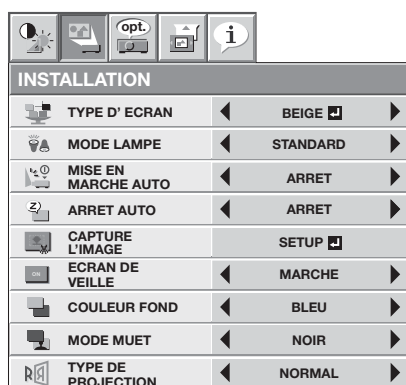 opt.
i
INSTALLATION
TYPE D' ECRAN BEIGE
MODE LAMPE STANDARD
MISE EN
MARCHE AUTO ARRET
z) ARRET AUTO ARRET
CAPTURE
L'IMAGE SETUP
ON ECRAN DE
VEILLE MARCHE
COULEUR FOND BLEU
MODE MUET NOIR
TYPE DE
PROJECTION NORMAL